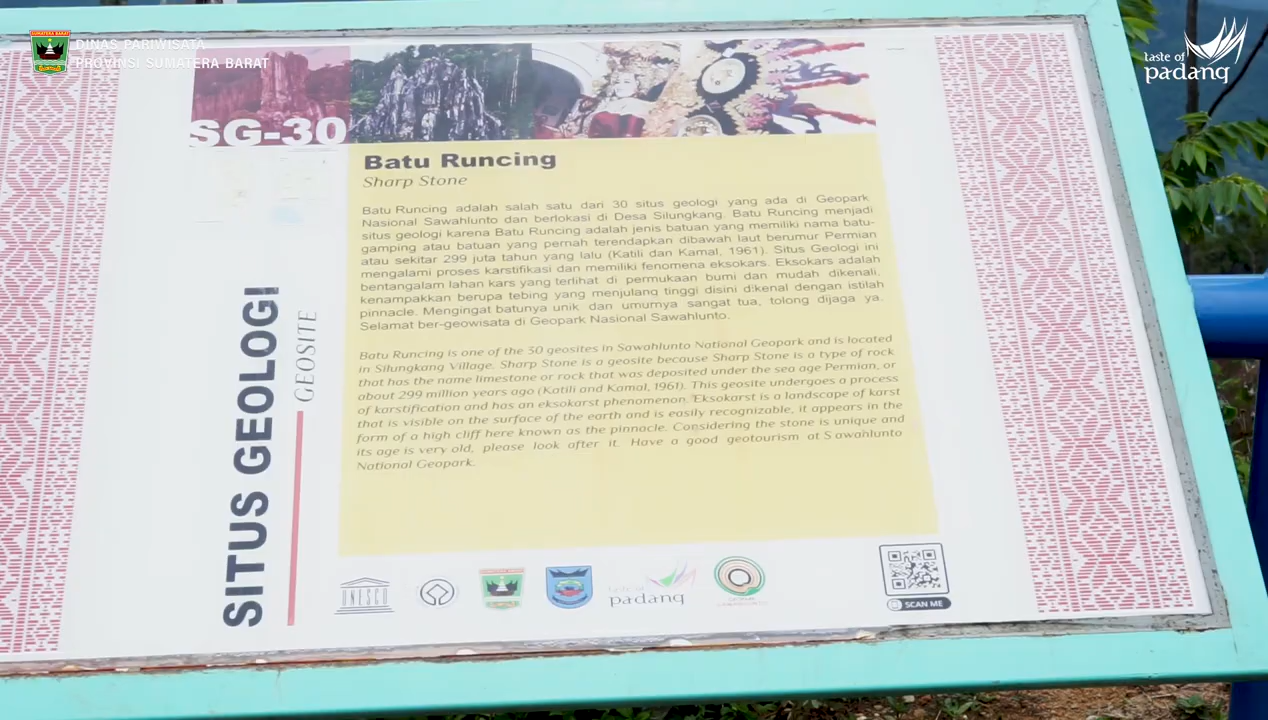 DINAS PARIWISATA
PROVINSI SUMATERA BARAT
taste of
padang
SG-30
Batu Runcing
Sharp Stone
Batu Runcing adalah salah satu dari 30 situs geologi yang ada di Geopark
Nasional Sawahlunto dan berlokasi di Desa Silungkang. Batu Runcing menjadi
situs geologi karena Batu Runcing adalah jenis batuan yang memiliki nama batu-
gamping atau batuan yang pernah terendapkan dibawah laut berumur Permian
atau sekitar 299 juta tahun yang lalu (Katili dan Kamal, 1961). Situs Geologi ini
mengalami proses karstifikasi dan memiliki fenomena eksokars. Eksokars adalah
bentangalam lahan kars yang terlihat di permukaan bumi dan mudah dikenali,
kenampakkan berupa tebing yang menjulang tinggi disini dikenal dengan istilah
pinnacle. Mengingat batunya unik dan umurnya sangat tua, tolong dijaga ya.
Selamat ber-geowisata di Geopark Nasional Sawahlunto.
Batu Runcing is one of the 30 geosites in Sawahlunto National Geopark and is located
in Silungkang Village. Sharp Stone is a geosite because Sharp Stone is a type of rock
that has the name limestone or rock that was deposited under the sea age Permian, or
about 299 million years ago (Katili and Kamal, 1961). This geosite undergoes a process
of karstification and has an eksokarst phenomenon. Eksokarst is a landscape of karst
that is visible on the surface of the earth and is easily recognizable, it appears in the
form of a high cliff here known as the pinnacle. Considering the stone is unique and
its age is very old, please look after it. Have a good geotourism at Sawahlunto
National Geopark.
SITUS GEOLOGI
GEOSITE
UNESCO
taste of
padang
SCAN ME